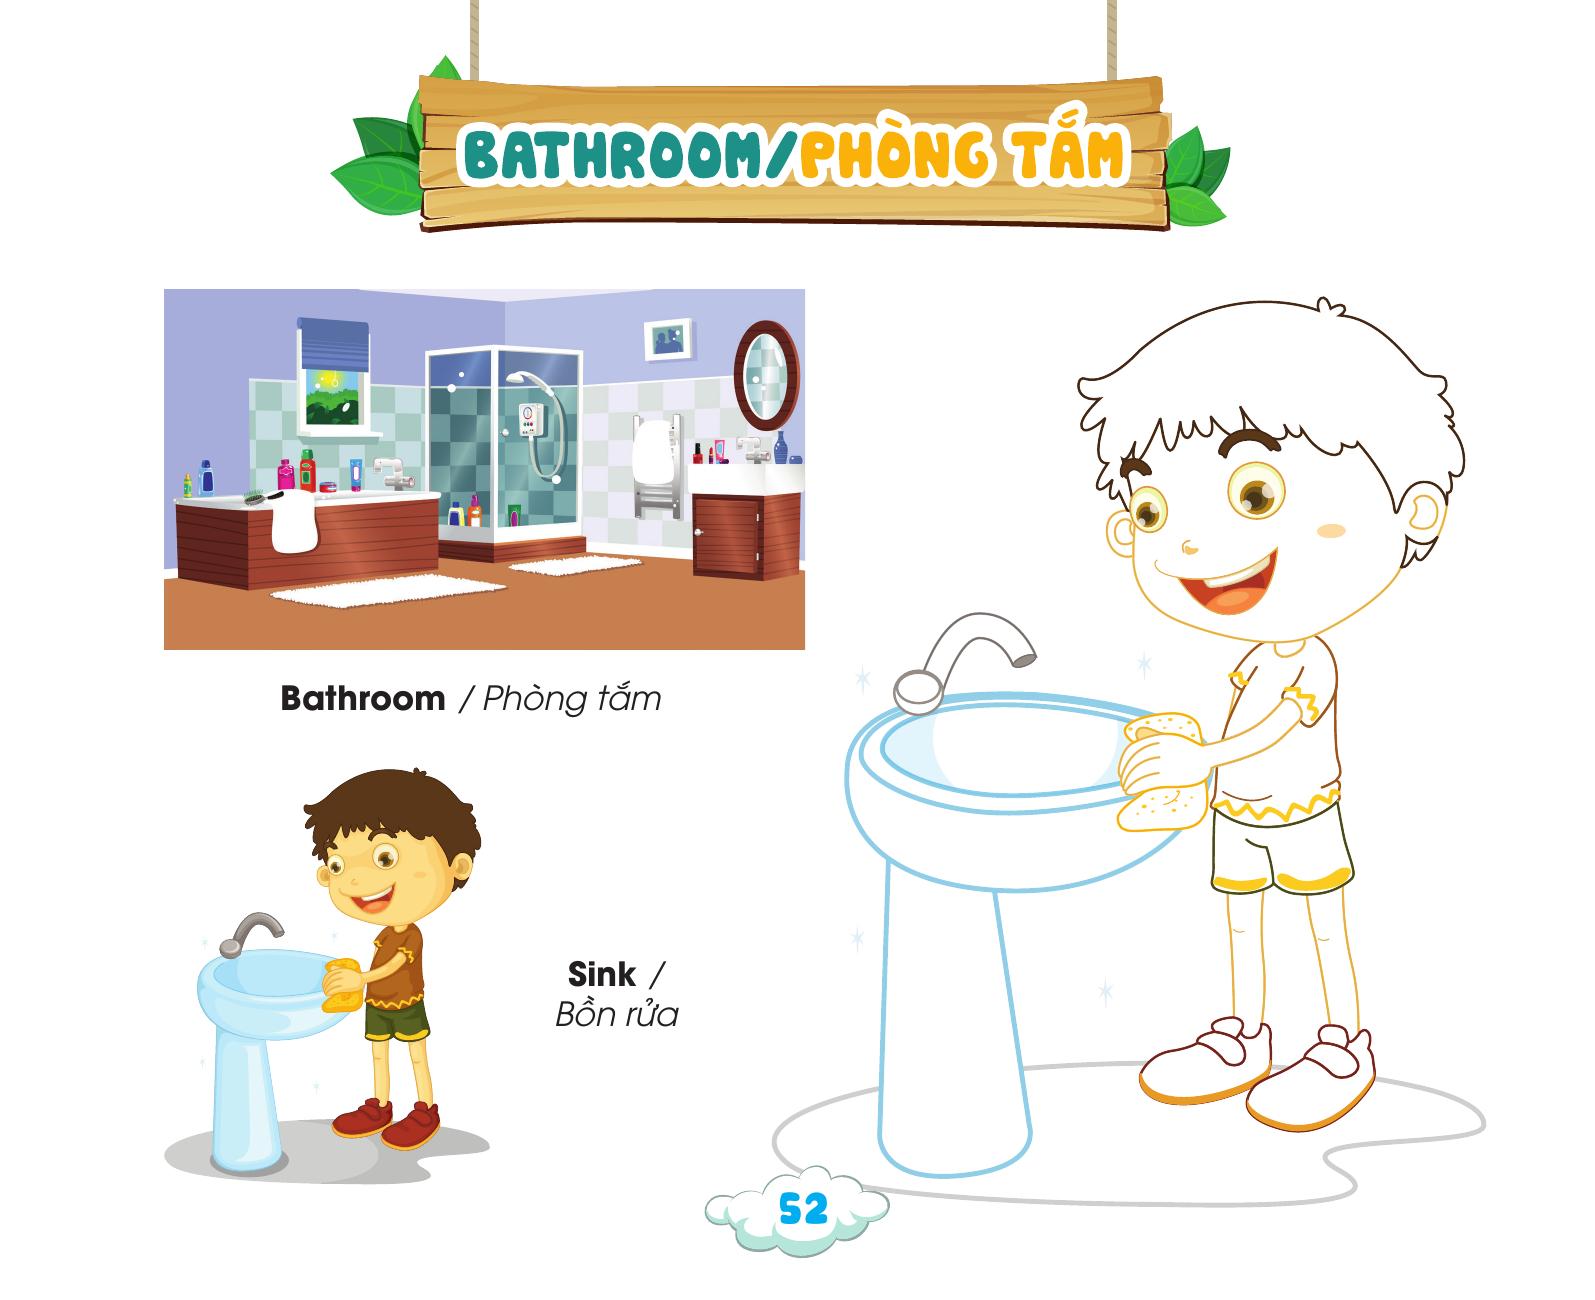 BATHROOM/PHÒNG TẮM
Bathroom / Phòng tắm
Sink /
Bồn rửa
52